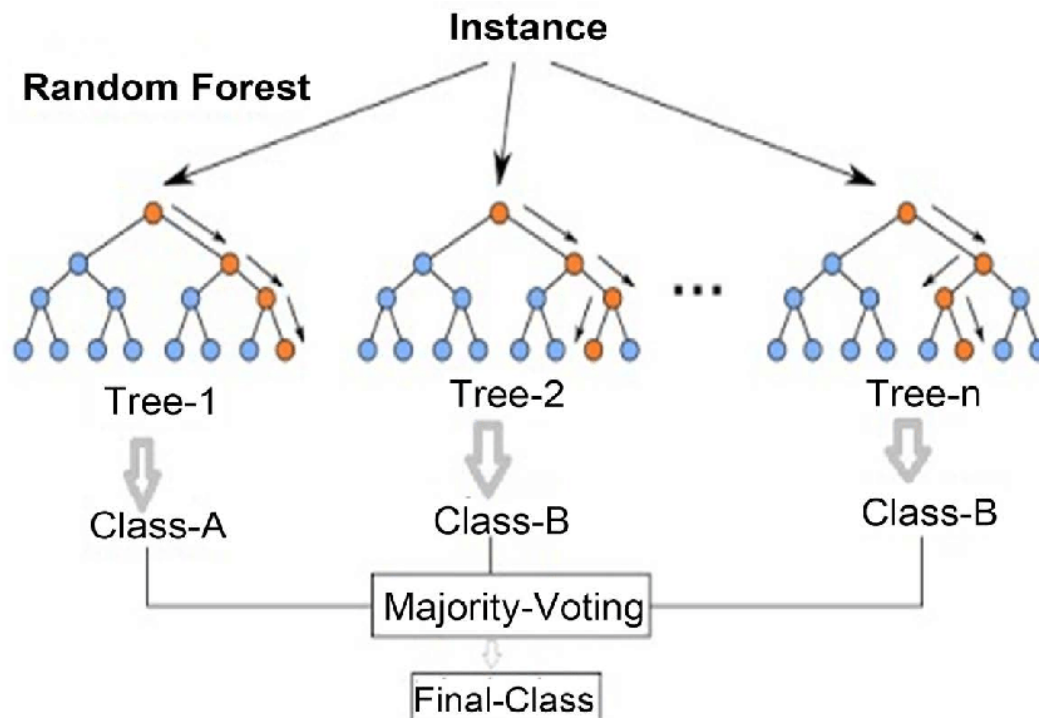 Instance
Random Forest
...
Tree-1
Tree-2
Tree-n
Class-A
Class-B
Class-B
Majority-Voting
Final-Class